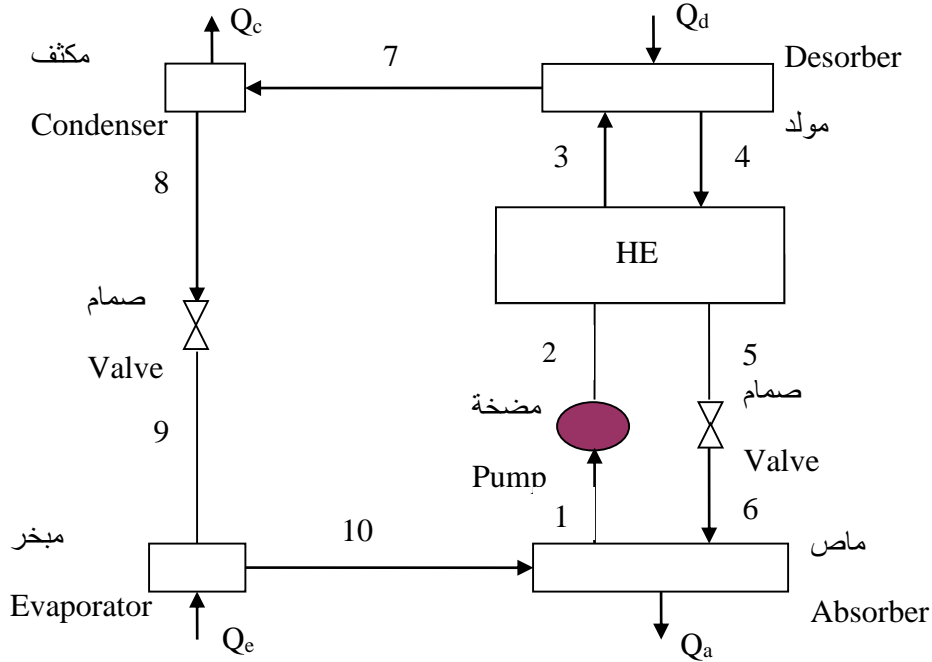 Qc
Qd
مكثف
7
Desorber
Condenser
مولد
3
4
8
HE
صمام
Valve
2
5
صمام
مضخة
9
Valve
Pump
1
6
مبخر
10
ماص
Evaporator
Absorber
Qe
Qa